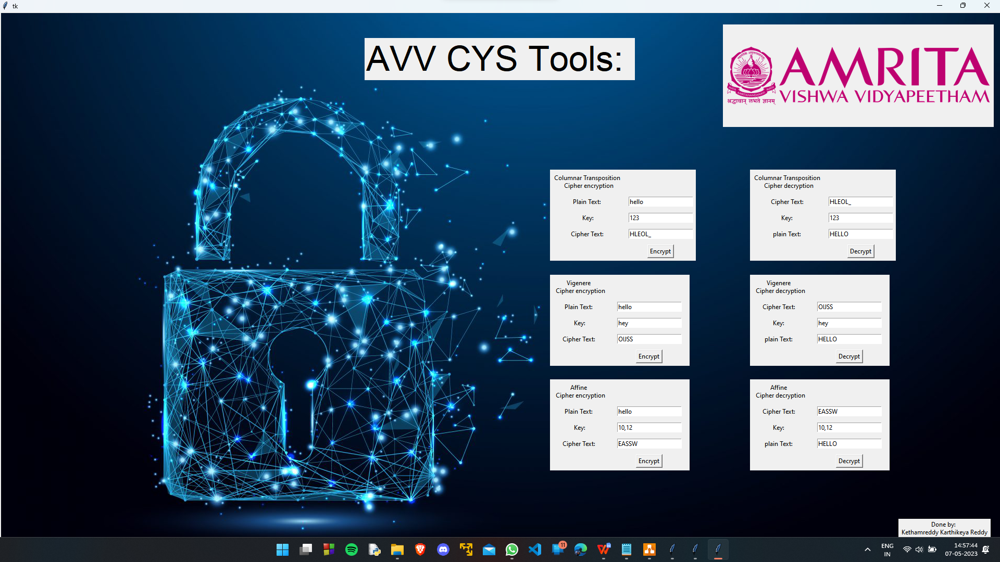 tk
AVV CYS Tools:
AMRITA
VISHWA VIDYAPEETHAM
MATA AMRITANANDAMAYI MATH
श्रद्धावान् लभते ज्ञानम्
Columnar Transposition
Cipher encryption
Plain Text: hello
Key: 123
Cipher Text: HLEOL_
Encrypt
Columnar Transposition
Cipher decryption
Cipher Text: HLEOL_
Key: 123
plain Text: HELLO
Decrypt
Vigenere
Cipher encryption
Plain Text: hello
Key: hey
Cipher Text: OIJSS
Encrypt
Vigenere
Cipher decryption
Cipher Text: OIJSS
Key: hey
plain Text: HELLO
Decrypt
Affine
Cipher encryption
Plain Text: hello
Key: 10,12
Cipher Text: EASSW
Encrypt
Affine
Cipher decryption
Cipher Text: EASSW
Key: 10,12
plain Text: HELLO
Decrypt
Done by:
Kethamreddy Karthikeya Reddy
11
ENG
IN
14:57:44
07-05-2023